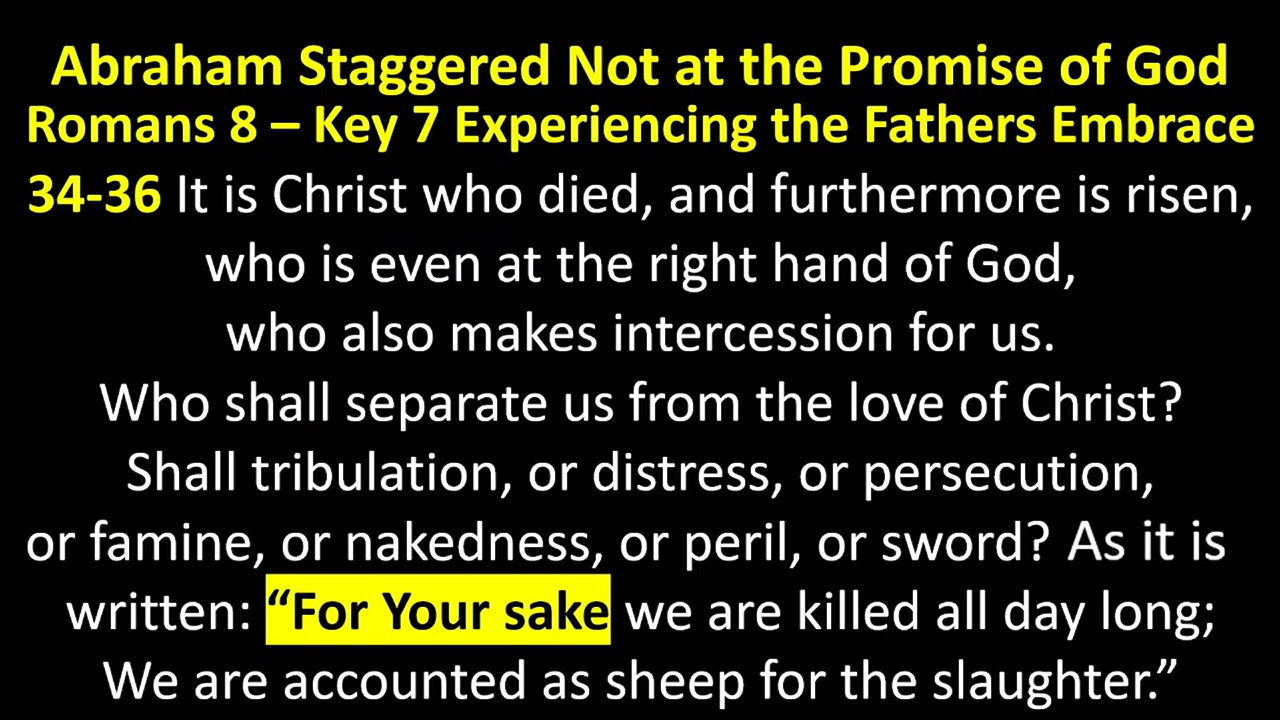 Abraham Staggered Not at the Promise of God
Romans 8 – Key 7 Experiencing the Fathers Embrace
34-36 It is Christ who died, and furthermore is risen,
who is even at the right hand of God,
who also makes intercession for us.
Who shall separate us from the love of Christ?
Shall tribulation, or distress, or persecution,
or famine, or nakedness, or peril, or sword? As it is
written: “For Your sake we are killed all day long;
We are accounted as sheep for the slaughter.”